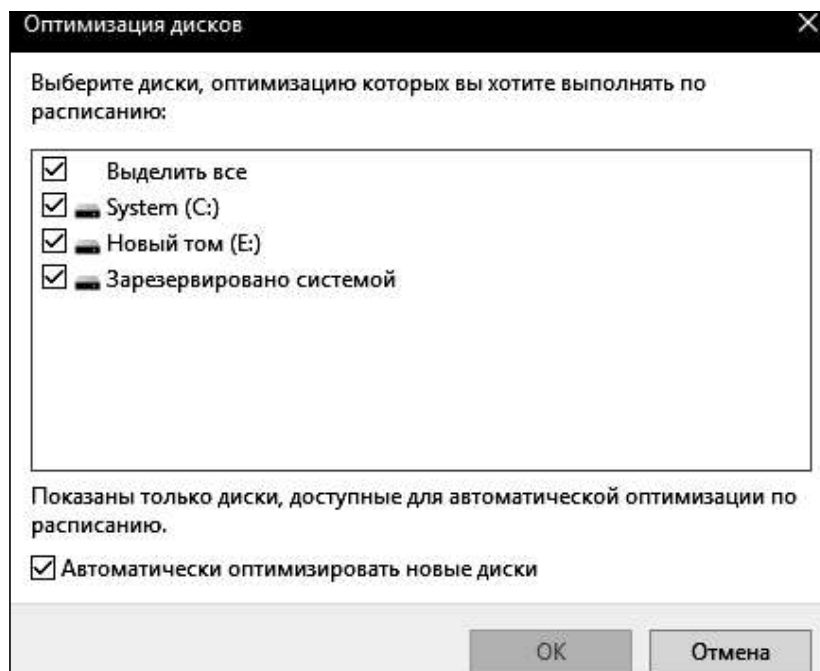 Оптимизация дисков
Выберите диски, оптимизацию которых вы хотите выполнять по
расписанию:
Выделить все
System (C:)
Новый том (E:)
Зарезервировано системой
Показаны только диски, доступные для автоматической оптимизации по
расписанию.
Автоматически оптимизировать новые диски
ОК Отмена